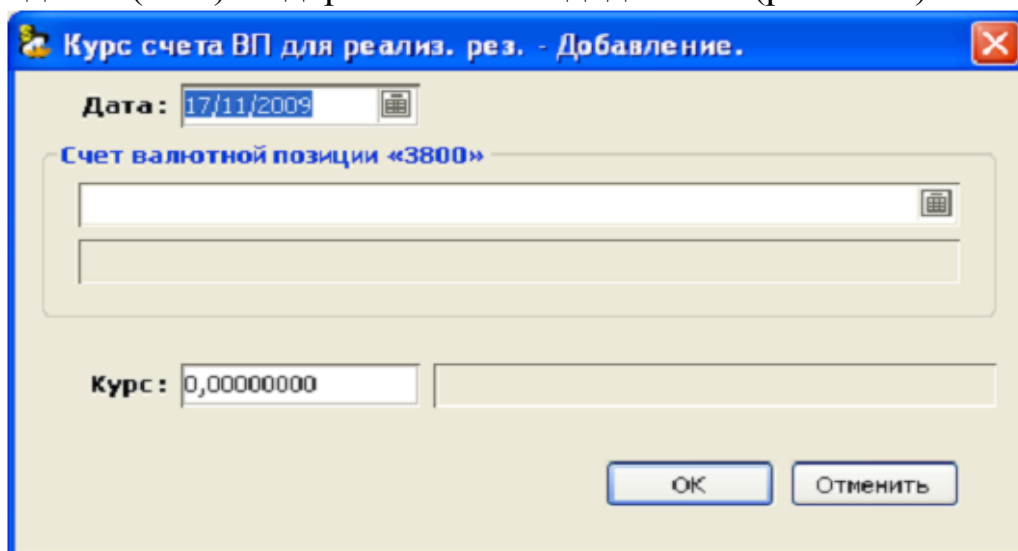 Курс счета ВП для реализ. рез. - Добавление.
Дата: 17/11/2009
Счет валютной позиции «3800»
Курс: 0,00000000
ОК Отменить